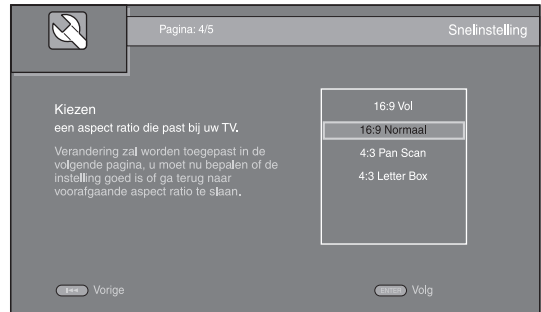 Pagina: 4/5
Snelinstelling
Kiezen
een aspect ratio die past bij uw TV.
Verandering zal worden toegepast in de
volgende pagina, u moet nu bepalen of de
instelling goed is of ga terug naar
voorafgaande aspect ratio te slaan.
16:9 Vol
16:9 Normaal
4:3 Pan Scan
4:3 Letter Box
Vorige
ENTER Volg